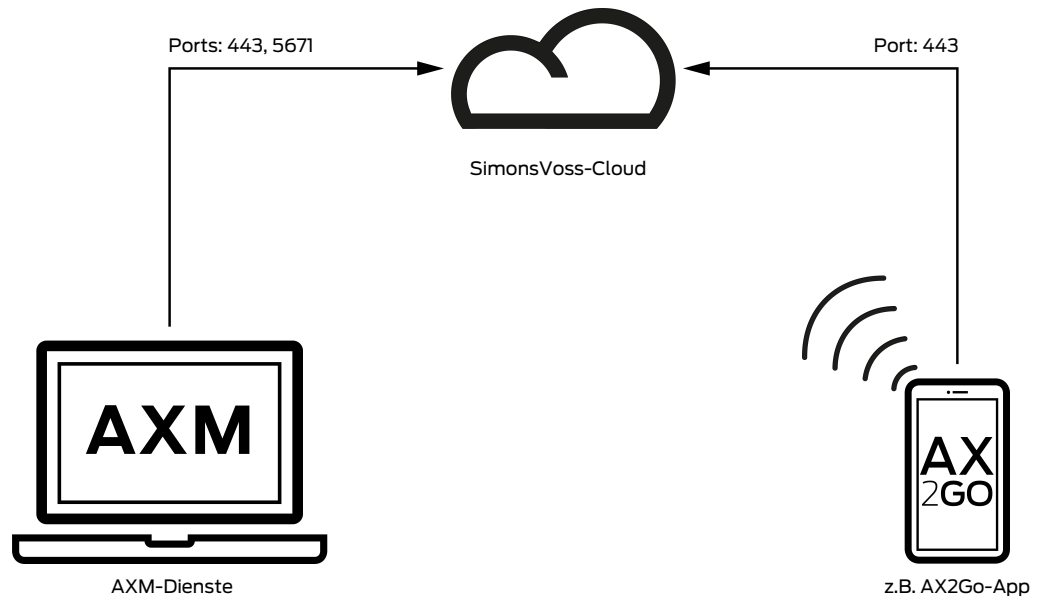 Ports: 443, 5671
Port: 443
SimonsVoss-Cloud
AXM
AX
2GO
AXM-Dienste
z.B. AX2Go-App